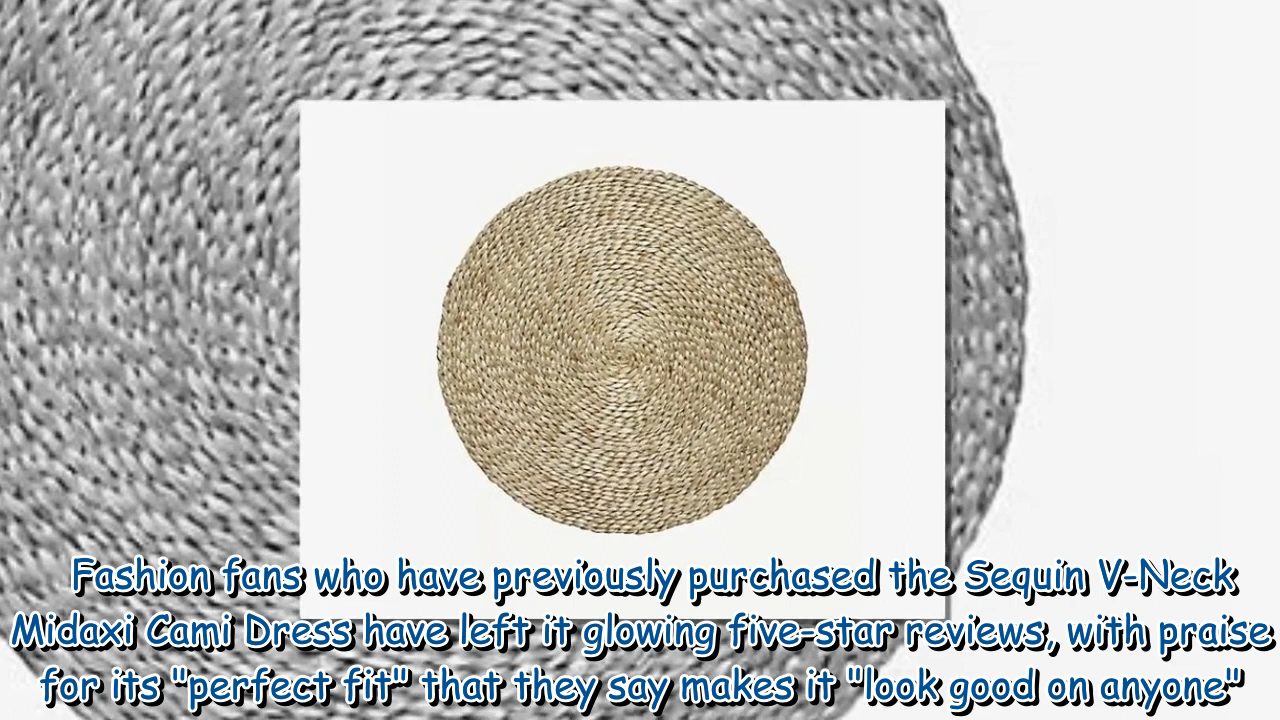 Fashion fans who have previously purchased the Sequin V-Neck
Midaxi Cami Dress have left it glowing five-star reviews, with praise
for its "perfect fit" that they say makes it "look good on anyone"